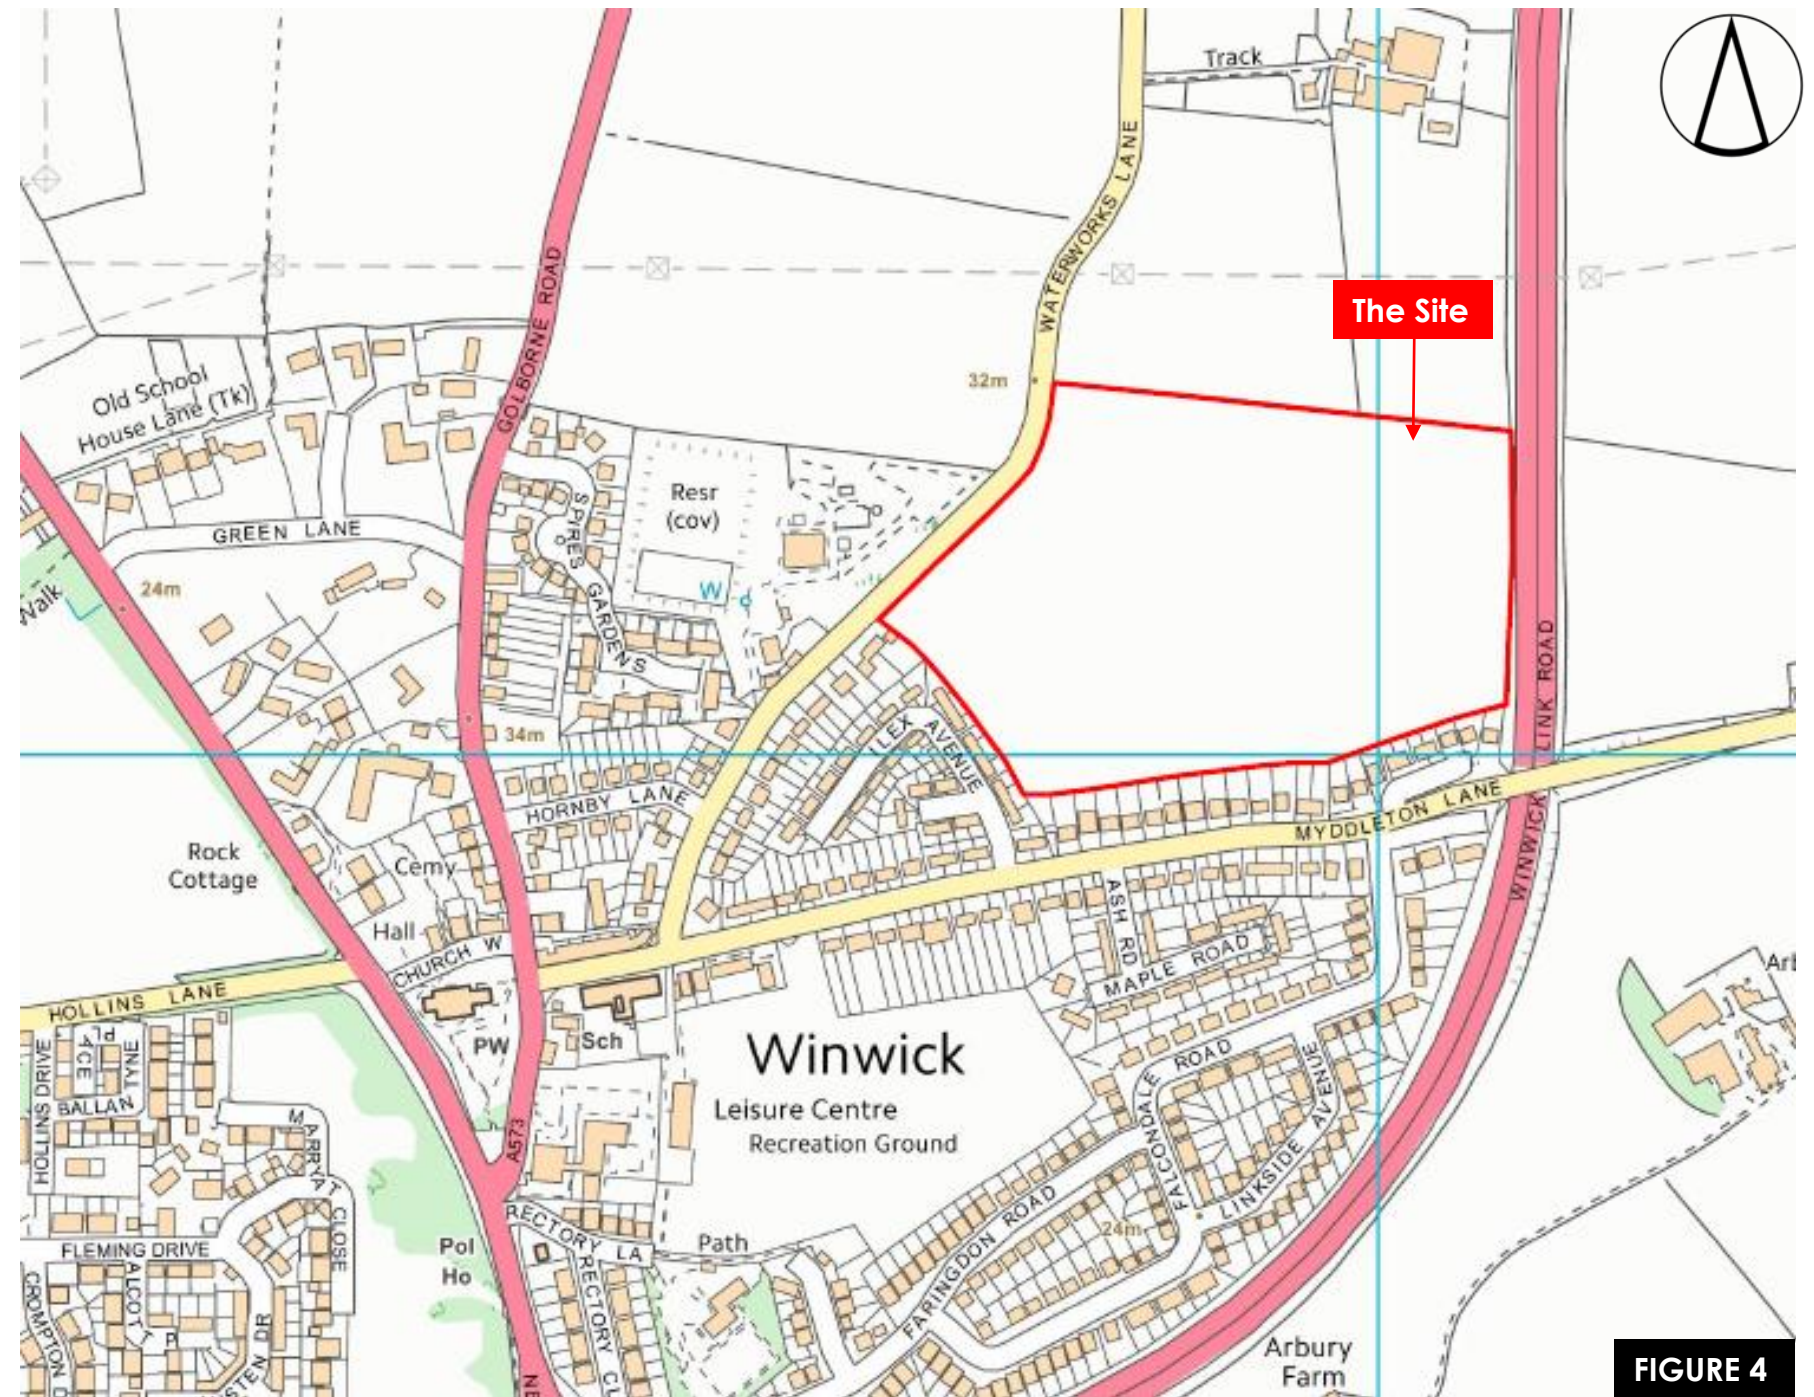 Track
WATERWORKS LANE
The Site
GOLBORNE ROAD
32m
Old School
House Lane (Tk)
Resr
(cov)
SPYRES GARDENS
W
GREEN LANE
24m
Walk
34m
ILEX AVENUE
WINWICK LINK ROAD
HORNBY LANE
MYDDLETON LANE
Rock
Cottage
Cemy
Hall
CHURCH W
ASH RD
MAPLE ROAD
HOLLINS LANE
PW
Sch
Winwick
Leisure Centre
Recreation Ground
FALCONDALE ROAD
LINKSIDE AVENUE
HOLLINS DRIVE
BALLAN
TYNE
PLACE
MARRYAT CLOSE
A573
RECTORY LA
RECTORY CL
Path
FARINGDON ROAD
24m
Pol
Ho
FLEMING DRIVE
ALCOTT P
CROMPTON D
Arbury
Farm
FIGURE 4